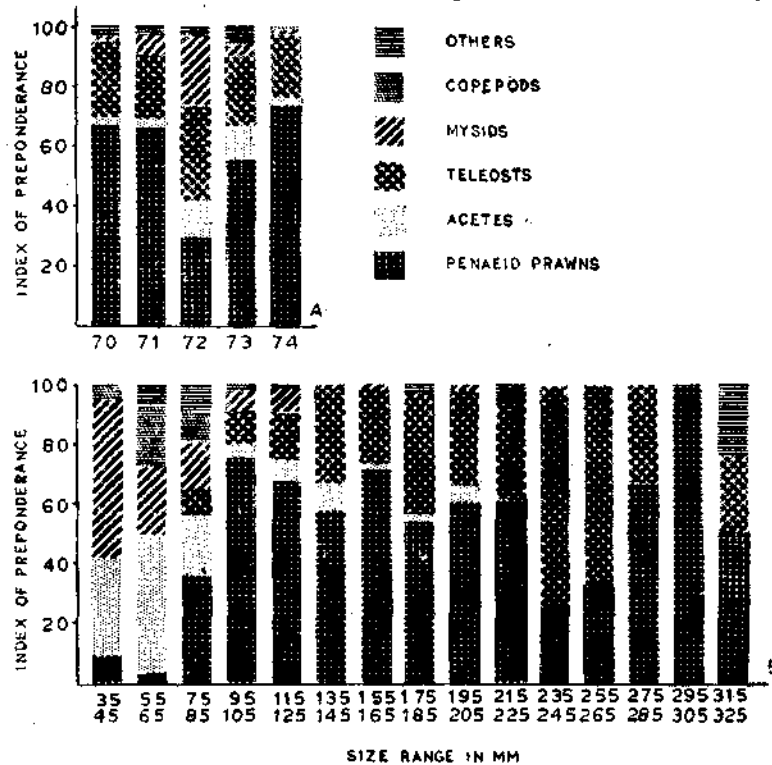 INDEX OF PREPONDERANCE
100
80
60
40
20
70 71 72 73 74
A
OTHERS
COPEPODS
MYSIDS
TELEOSTS
ACETES
PENAEID PRAWNS
INDEX OF PREPONDERANCE
100
80
60
40
20
35 55 75 95 115 135 155 175 195 215 235 255 275 295 315
45 65 85 105 125 145 165 185 205 225 245 265 285 305 325
SIZE RANGE IN MM